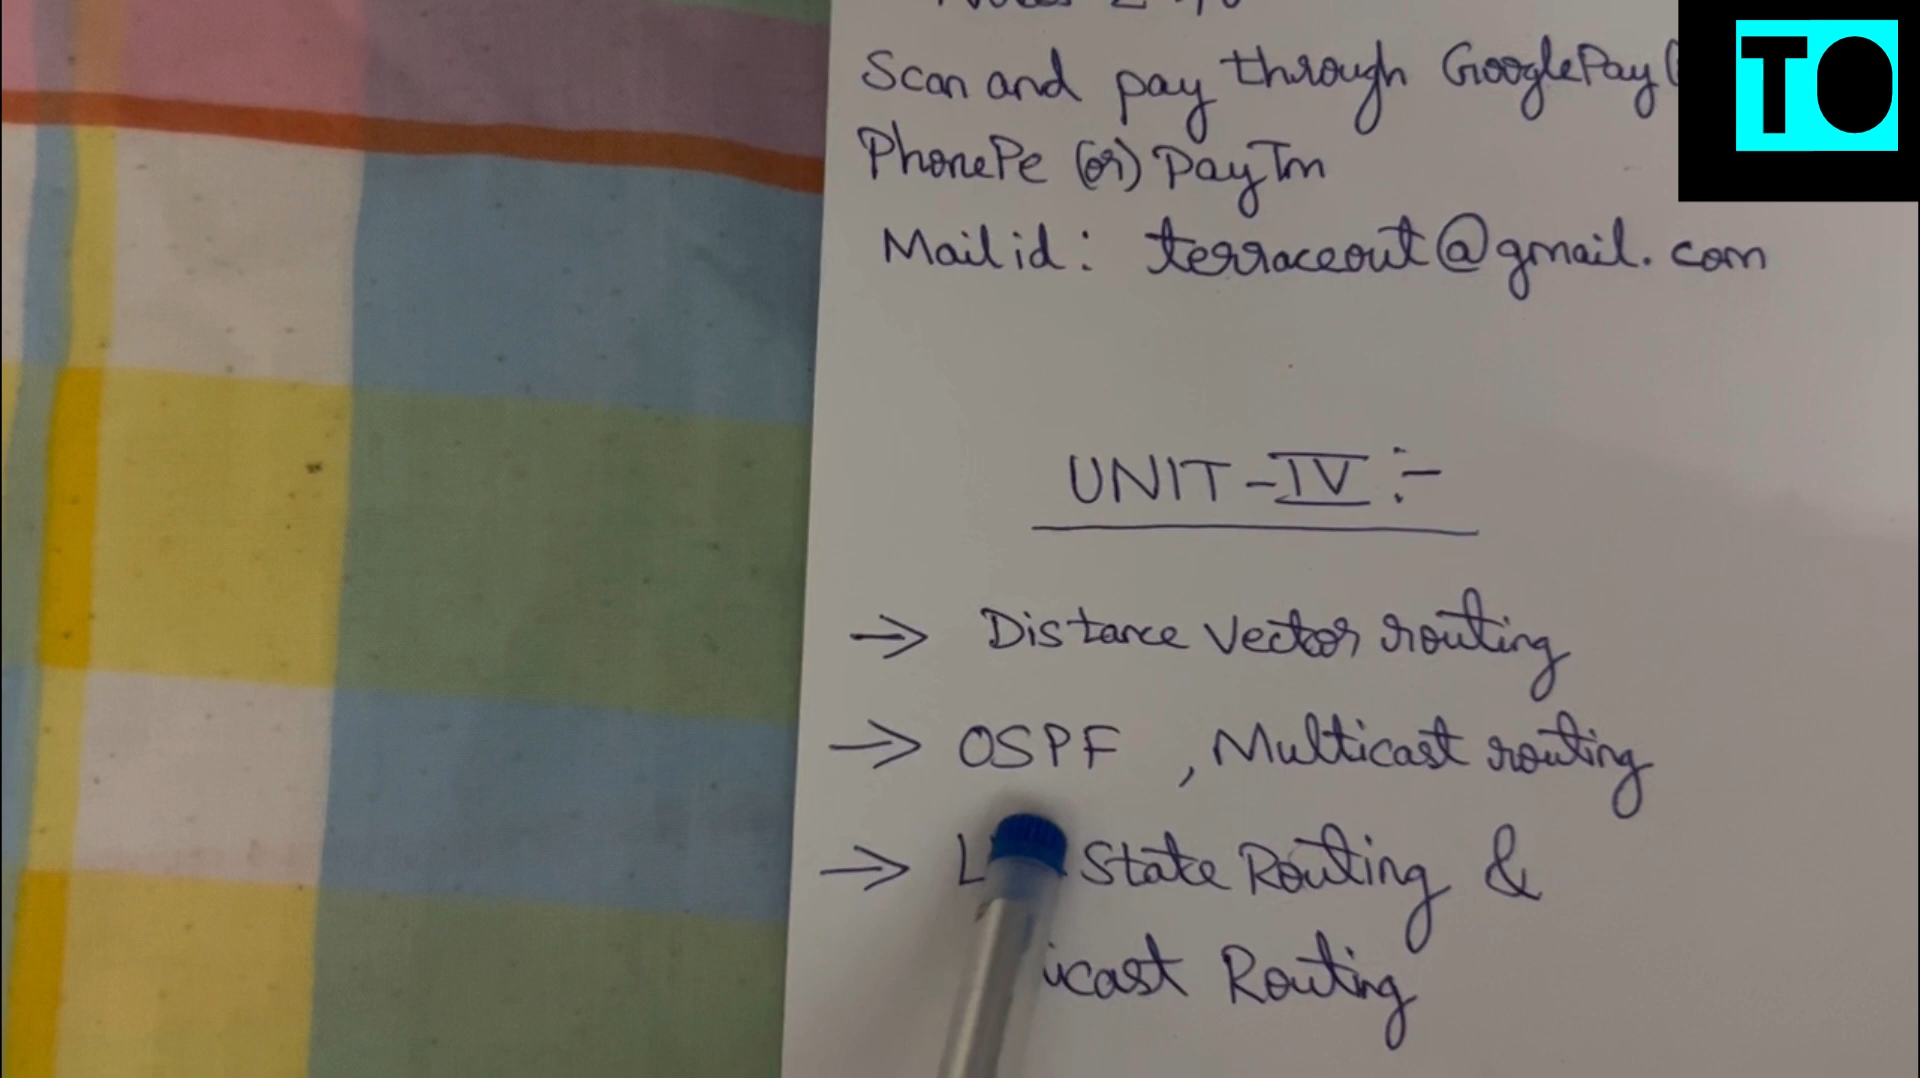 Scan and pay through GooglePay (
PhonePe (or) PayTm
Mail id : terraceout@gmail.com
TO
UNIT-IV :-
→ Distance Vector routing
→ OSPF , Multicast routing
→ State Routing &
Routing